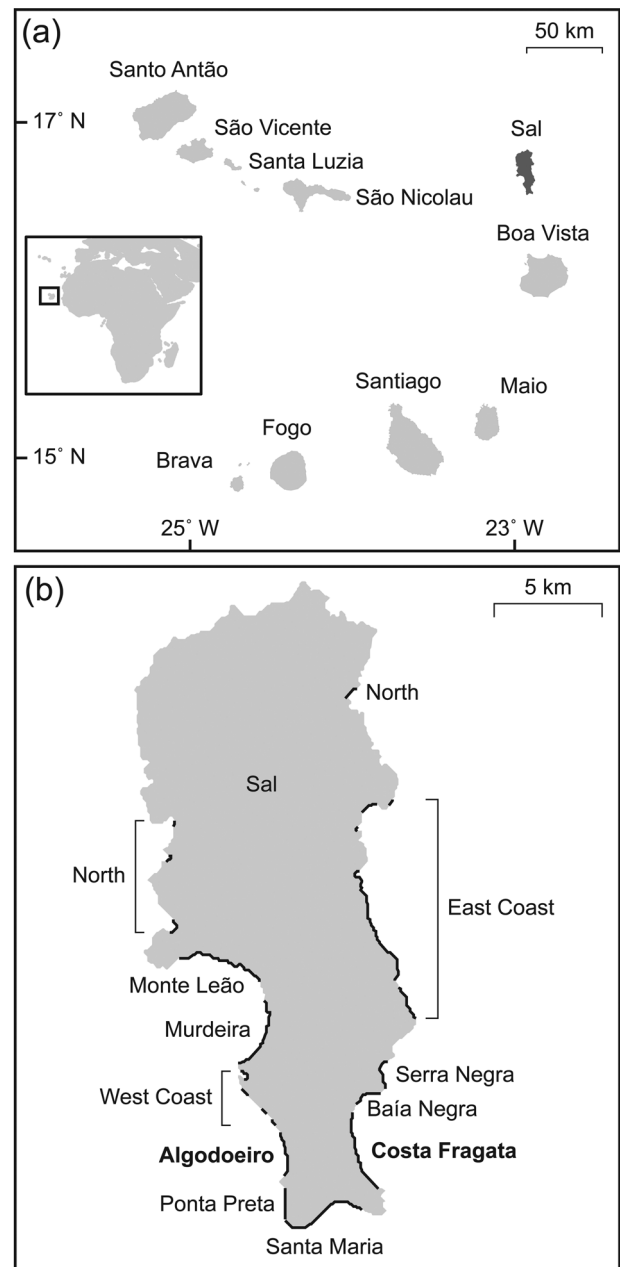 (a)
50 km
Santo Antão
17° N
São Vicente
Sal
Santa Luzia
São Nicolau
Boa Vista
Santiago
Maio
Fogo
15° N
Brava
25° W
23° W
(b)
5 km
North
Sal
North
East Coast
Monte Leão
Murdeira
Serra Negra
West Coast
Baía Negra
Algodoeiro
Costa Fragata
Ponta Preta
Santa Maria